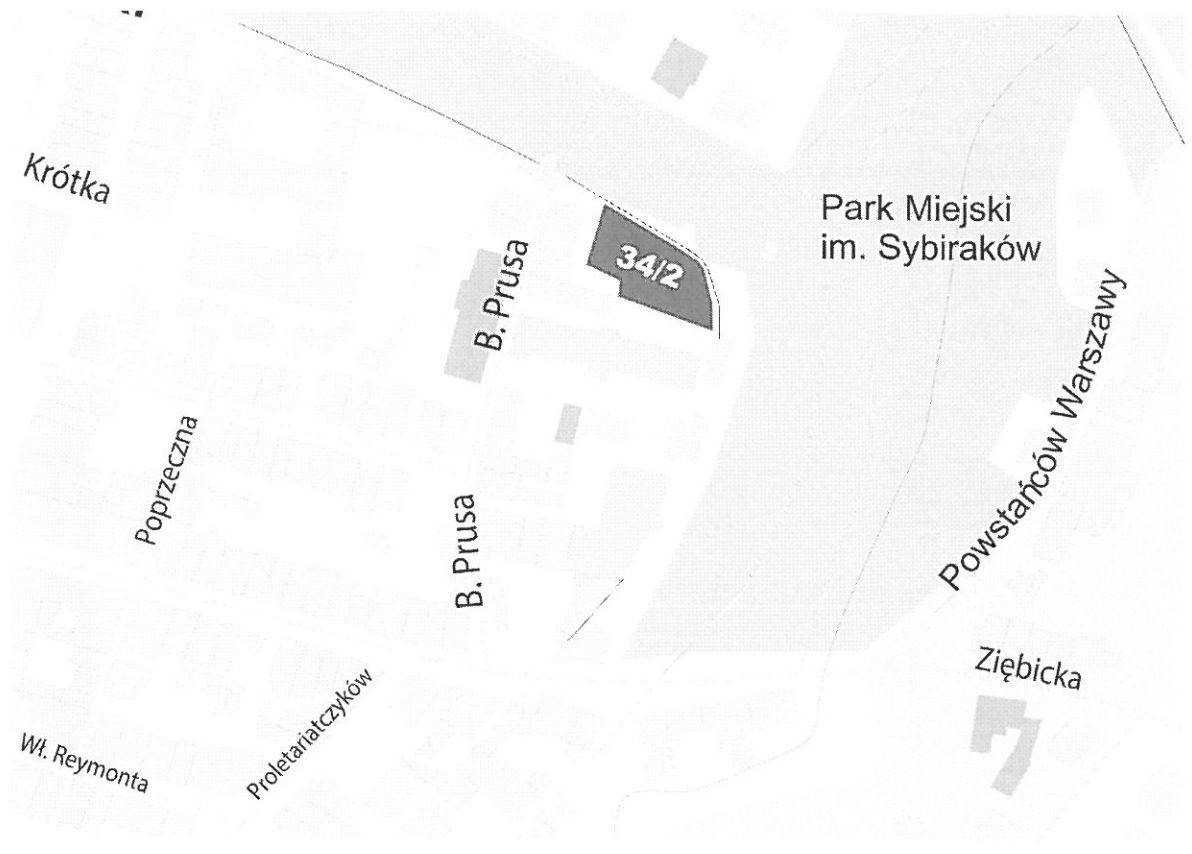 Krótka
Park Miejski
im. Sybiraków
34/2
B. Prusa
Powstańców Warszawy
Poprzeczna
B. Prusa
Ziębicka
Proletariatczyków
Wł. Reymonta